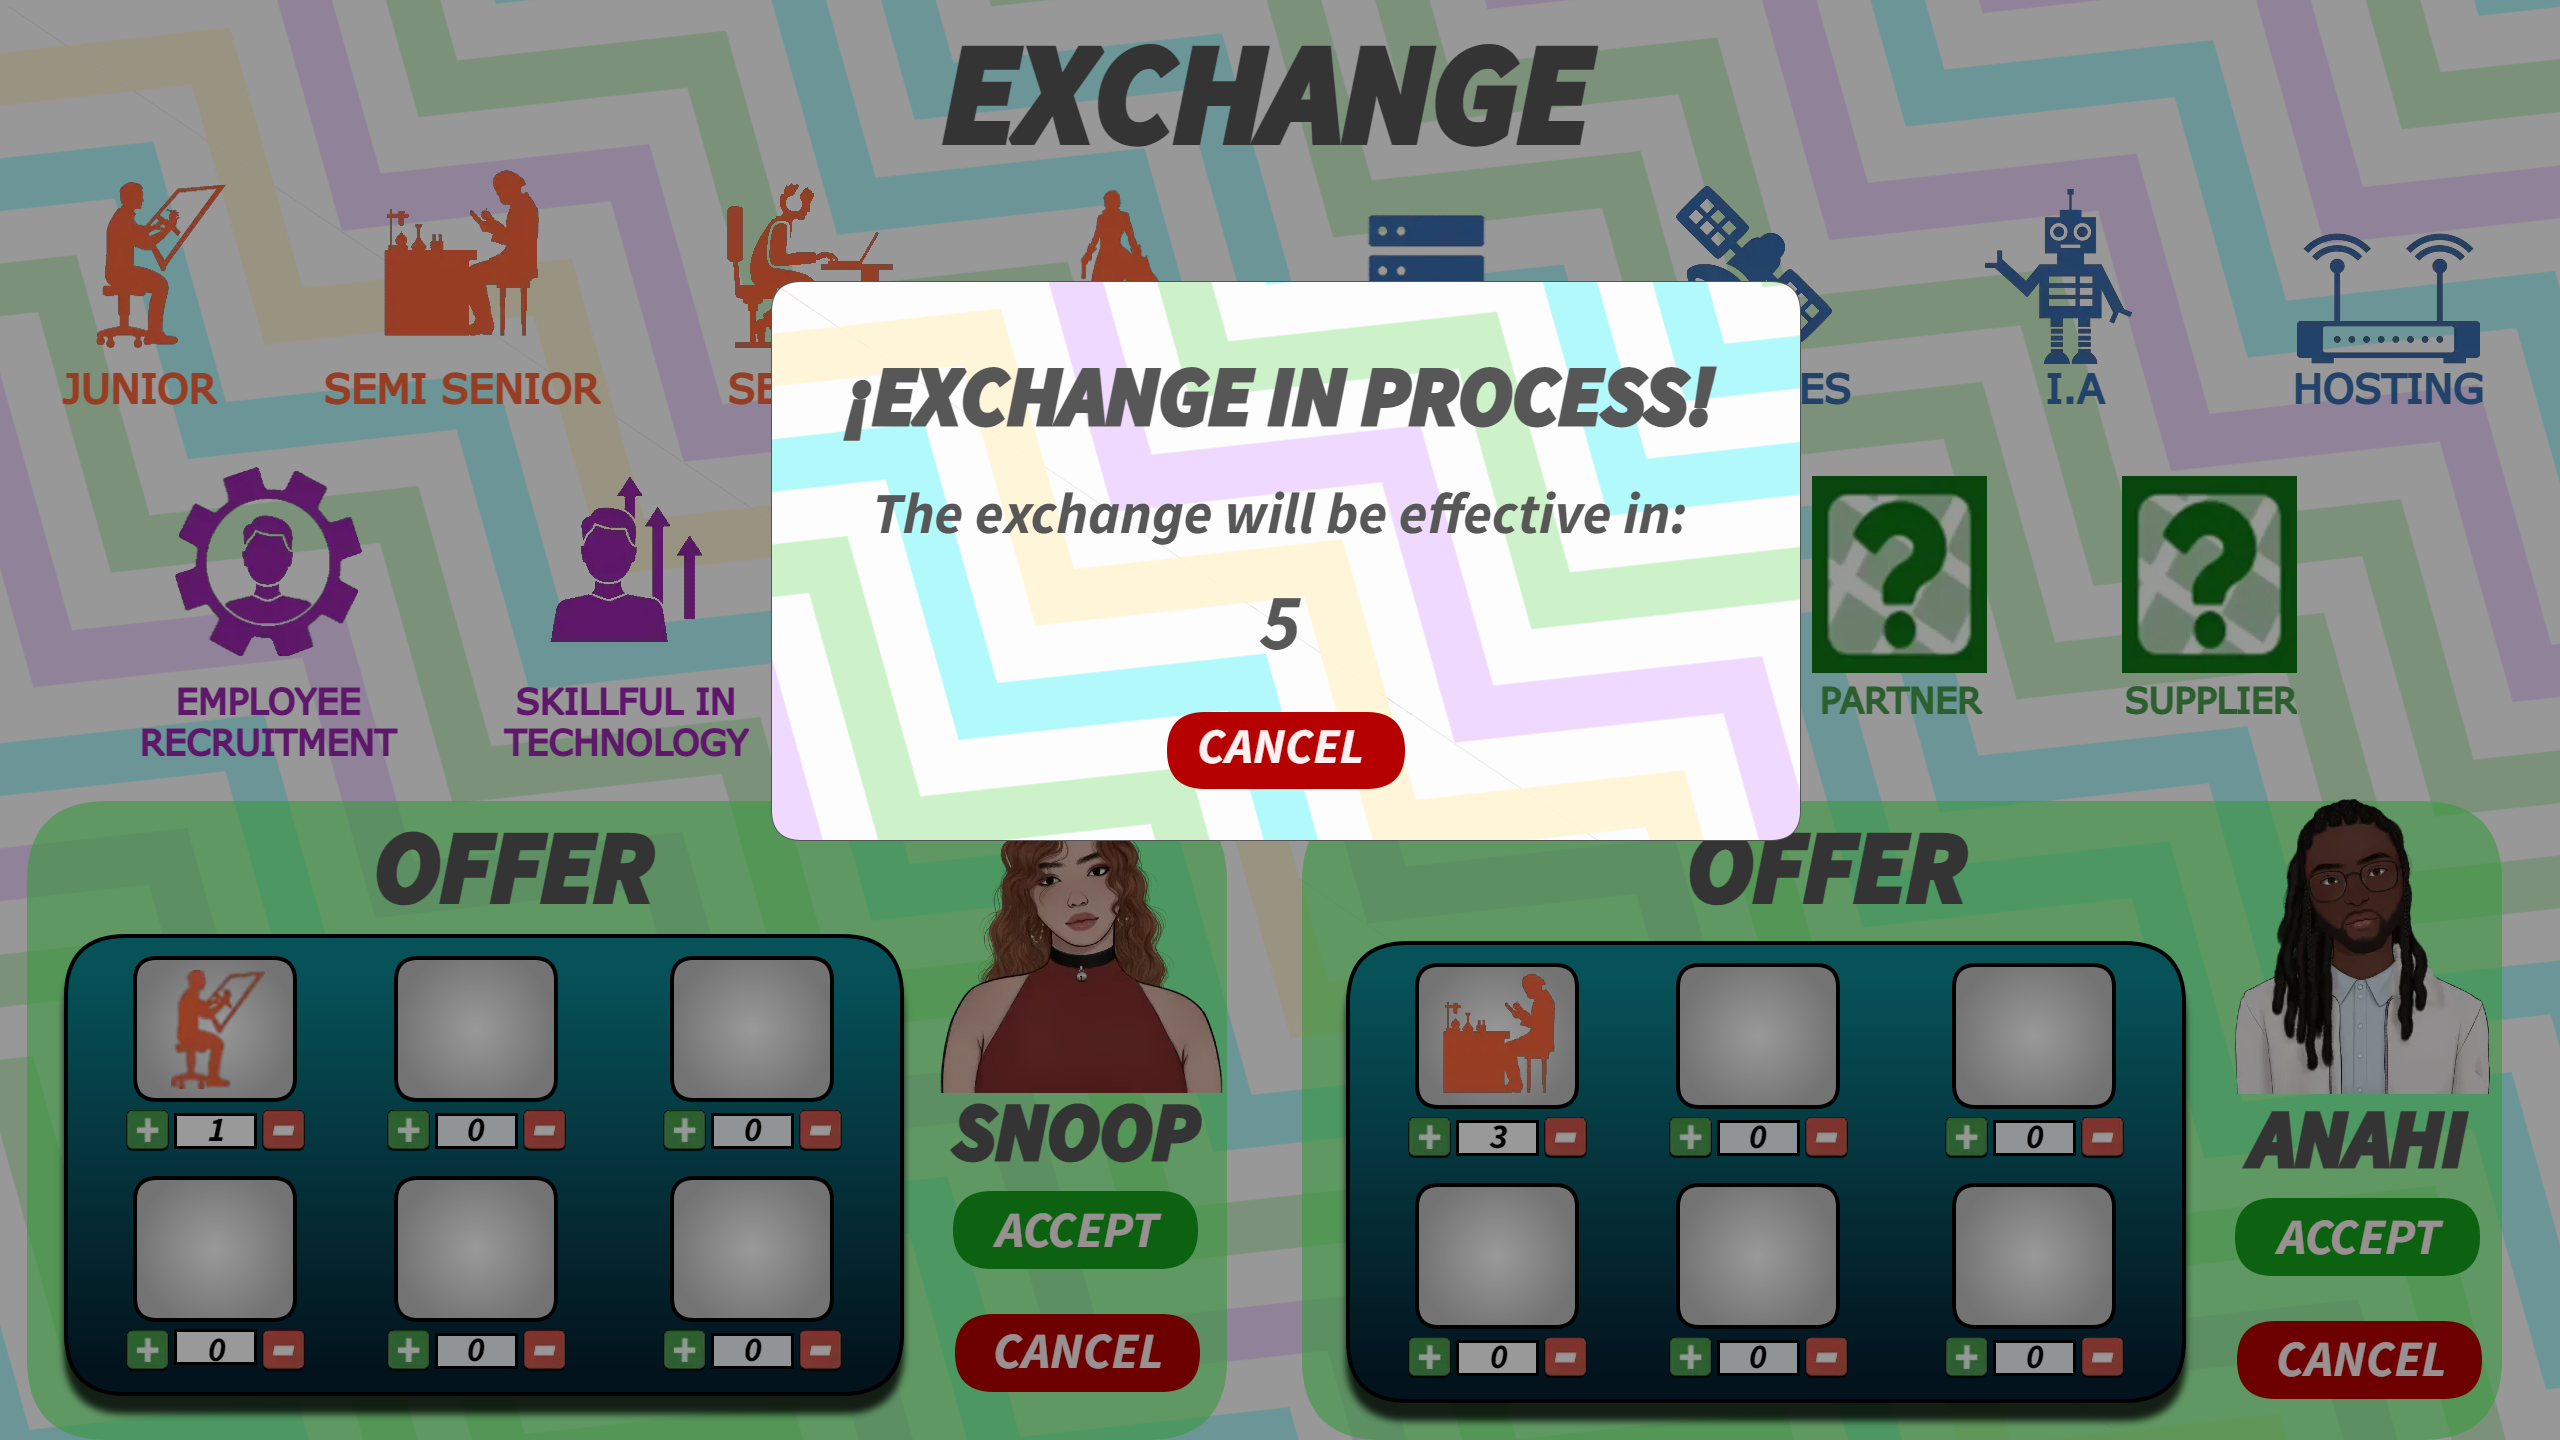 EXCHANGE
JUNIOR
SEMI SENIOR
I.A
HOSTING
¡EXCHANGE IN PROCESS!
The exchange will be effective in:
5
CANCEL
EMPLOYEE
RECRUITMENT
SKILLFUL IN
TECHNOLOGY
PARTNER
SUPPLIER
OFFER
1
0
0
0
0
0
SNOOP
ACCEPT
CANCEL
OFFER
3
0
0
0
0
0
ANAHI
ACCEPT
CANCEL